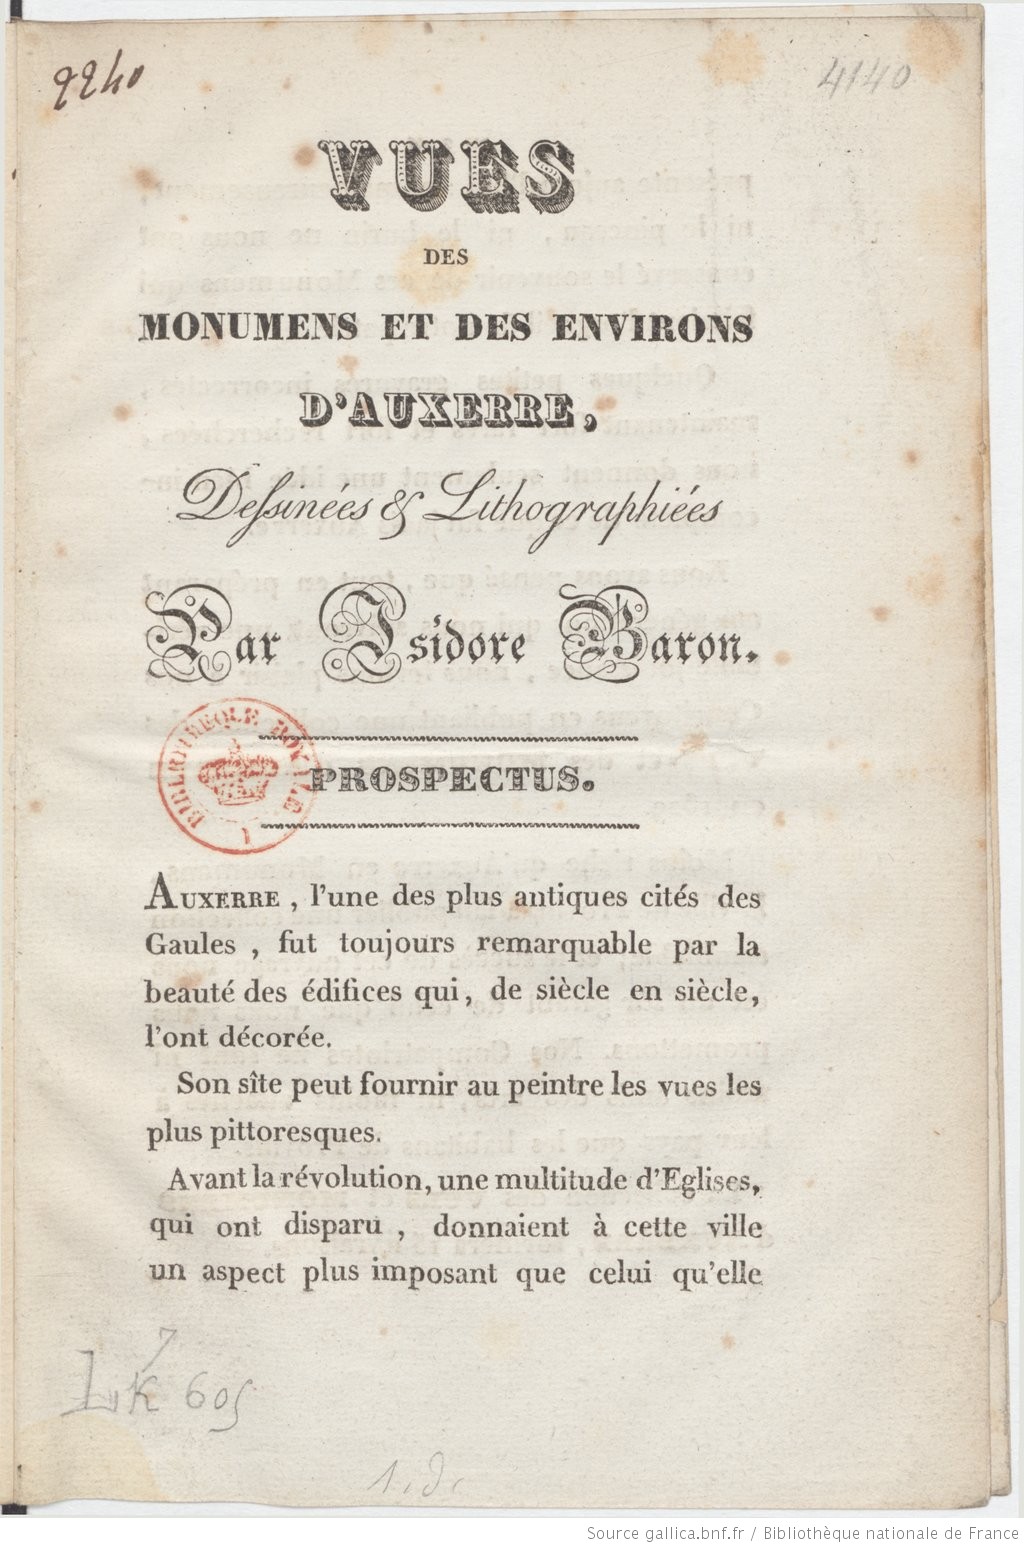 2240
4140
VUES
DES
MONUMENS ET DES ENVIRONS
D'AUXERRE,
Dessinées & Lithographiées
Par Isidore Baron.
BIBLIOTHEQUE ROYALE
PROSPECTUS.
AUXERRE, l'une des plus antiques cités des
Gaules, fut toujours remarquable par la
beauté des édifices qui, de siècle en siècle,
l'ont décorée.
Son sîte peut fournir au peintre les vues les
plus pittoresques.
Avant la révolution, une multitude d'Eglises,
qui ont disparu, donnaient à cette ville
un aspect plus imposant que celui qu'elle
Lk 7 605
Source gallica.bnf.fr / Bibliothèque nationale de France